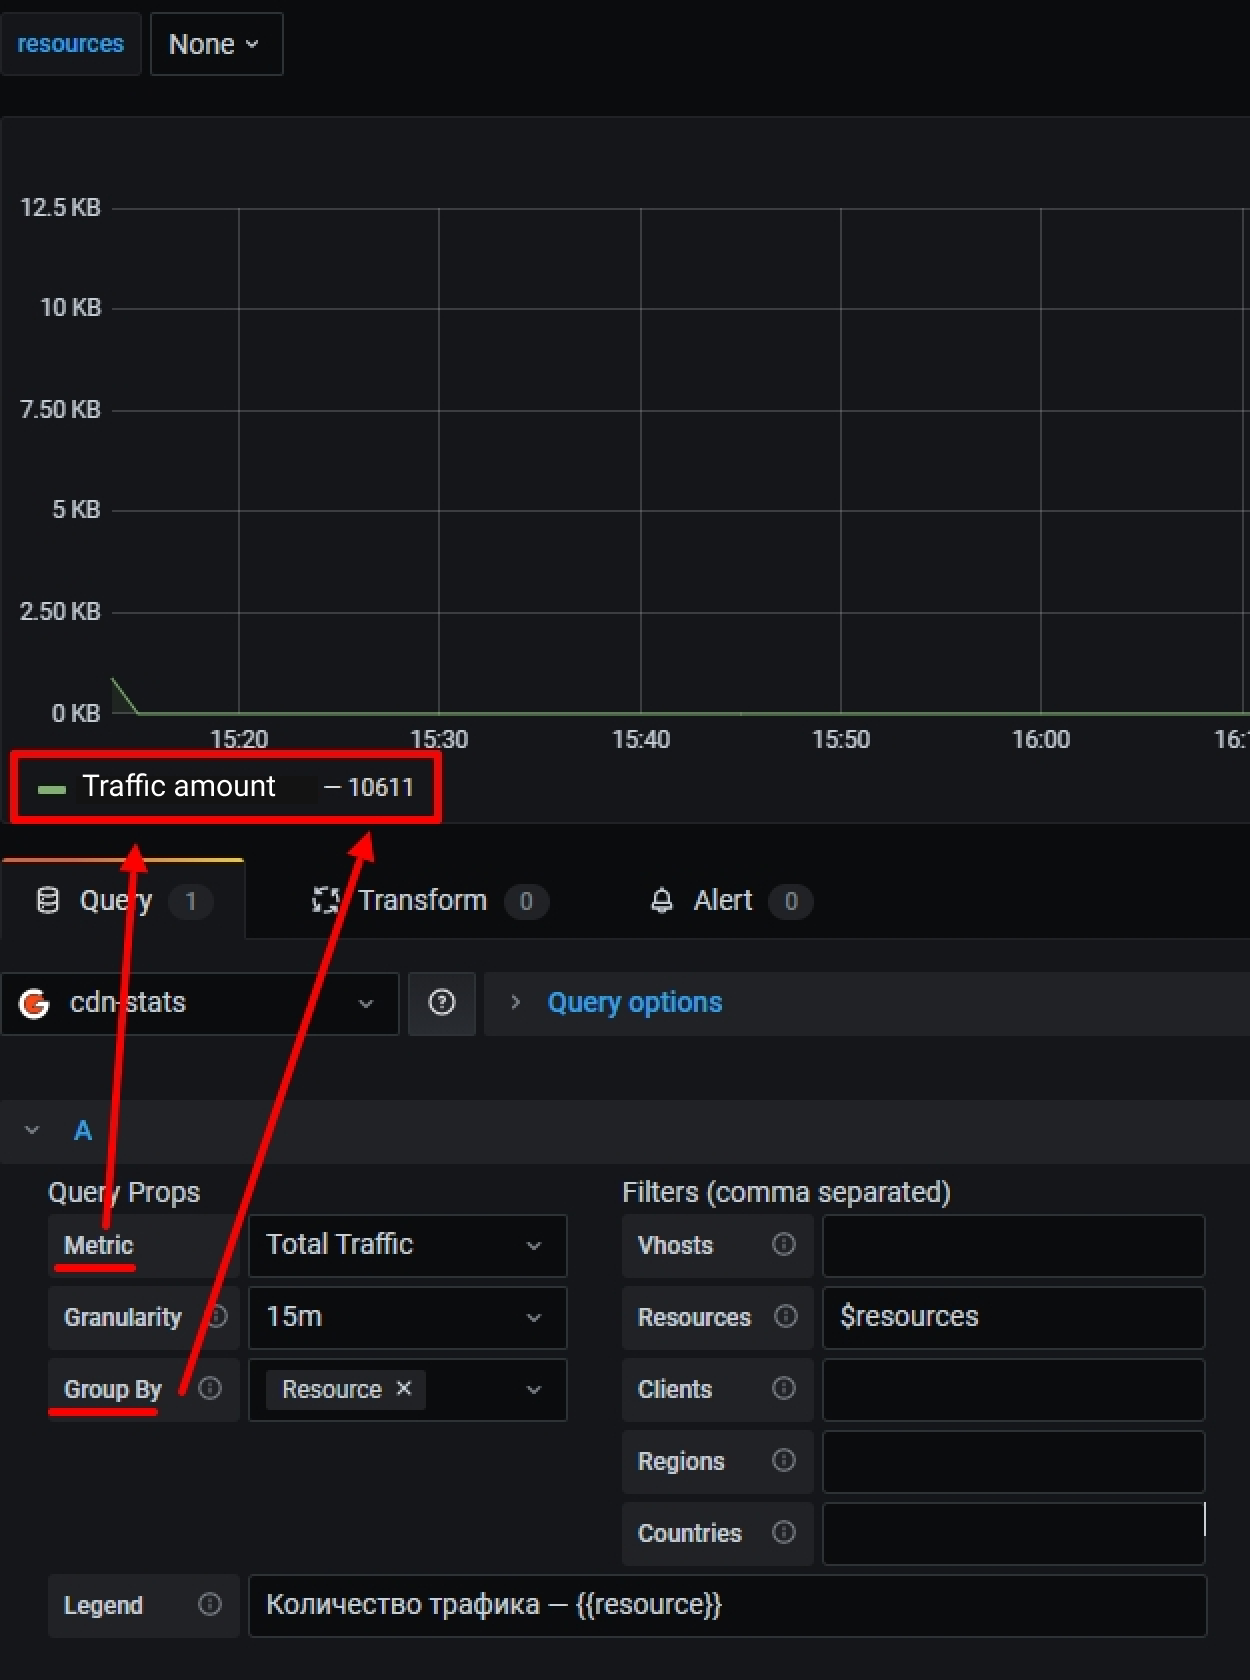 resources None
12.5 KB
10 KB
7.50 KB
5 KB
2.50 KB
0 KB
15:20 15:30 15:40 15:50 16:00
Traffic amount — 10611
Query 1 Transform 0 Alert 0
cdn-stats Query options
A
Query Props Filters (comma separated)
Metric Total Traffic Vhosts
Granularity 15m Resources $resources
Group By Resource Clients
Regions
Countries
Legend Количество трафика — {{resource}}